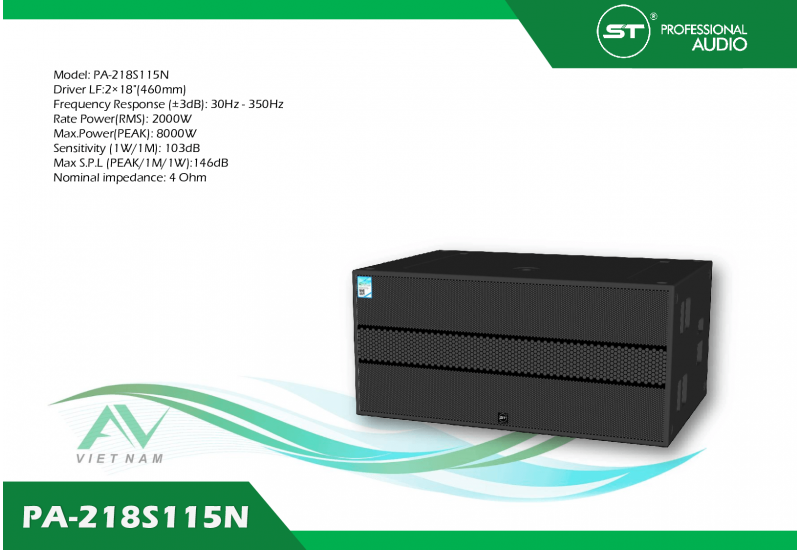 ST ®
PROFESSIONAL
AUDIO
Model: PA-218S115N
Driver LF:2×18"(460mm)
Frequency Response (±3dB): 30Hz - 350Hz
Rate Power(RMS): 2000W
Max.Power(PEAK): 8000W
Sensitivity (1W/1M): 103dB
Max S.P.L (PEAK/1M/1W):146dB
Nominal impedance: 4 Ohm
AV
VIETNAM
PA-218S115N